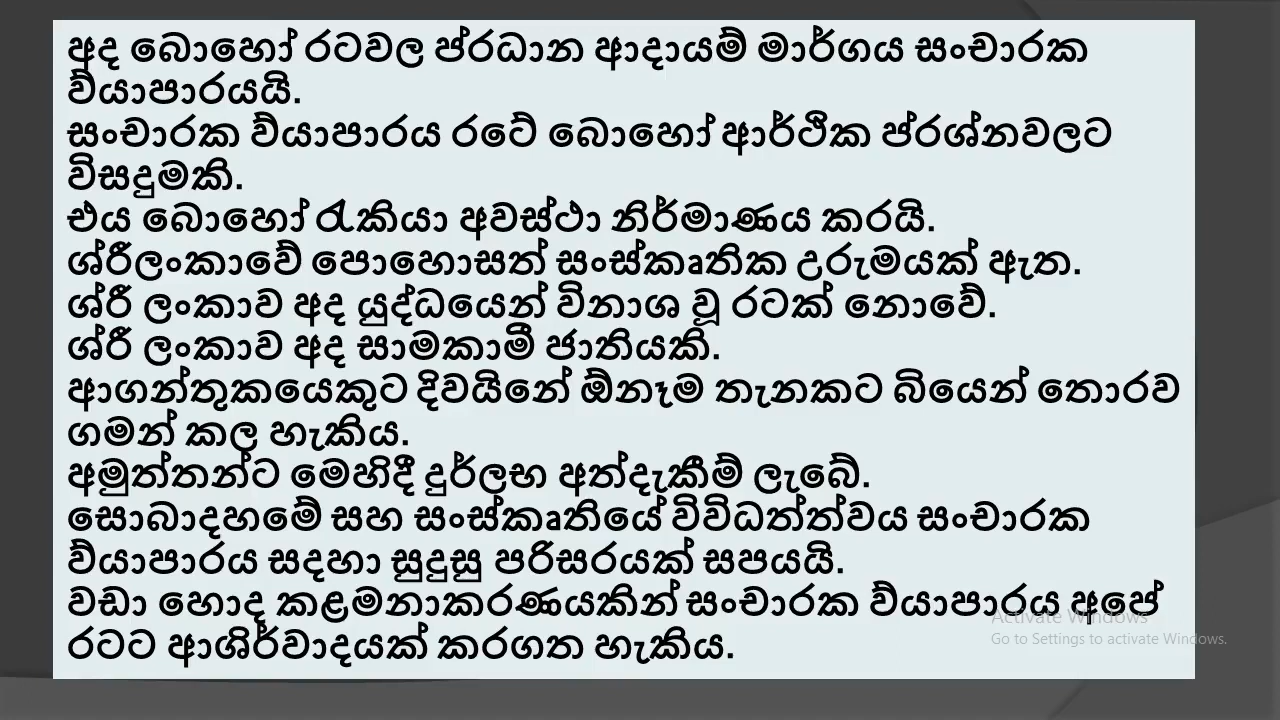 අද බොහෝ රටවල ප්රධාන ආදායම් මාර්ගය සංචාරක
ව්යාපාරයයි.
සංචාරක ව්යාපාරය රටේ බොහෝ ආර්ථික ප්රශ්නවලට
විසඳුමකි.
එය බොහෝ රැකියා අවස්ථා නිර්මාණය කරයි.
ශ්රීලංකාවේ පොහොසත් සංස්කෘතික උරුමයක් ඇත.
ශ්රී ලංකාව අද යුද්ධයෙන් විනාශ වූ රටක් නොවේ.
ශ්රී ලංකාව අද සාමකාමී ජාතියකි.
ආගන්තුකයෙකුට දිවයිනේ ඕනෑම තැනකට බියෙන් තොරව
ගමන් කල හැකිය.
අමුත්තන්ට මෙහිදී දුර්ලභ අත්දැකීම් ලැබේ.
සොබාදහමේ සහ සංස්කෘතියේ විවිධත්ත්වය සංචාරක
ව්යාපාරය සදහා සුදුසු පරිසරයක් සපයයි.
වඩා හොද කළමනාකරණයකින් සංචාරක ව්යාපාරය අපේ
රටට ආශිර්වාදයක් කරගත හැකිය.
Activate Windows
Go to Settings to activate Windows.